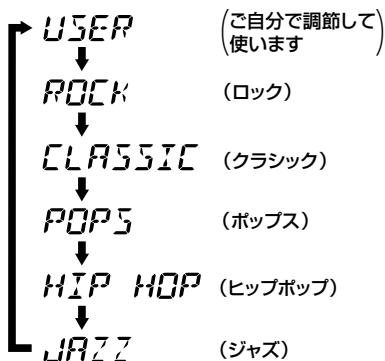 USER (ご自分で調節して
使います)
ROCK (ロック)
CLASSIC (クラシック)
POPS (ポップス)
HIP HOP (ヒップポップ)
JAZZ (ジャズ)